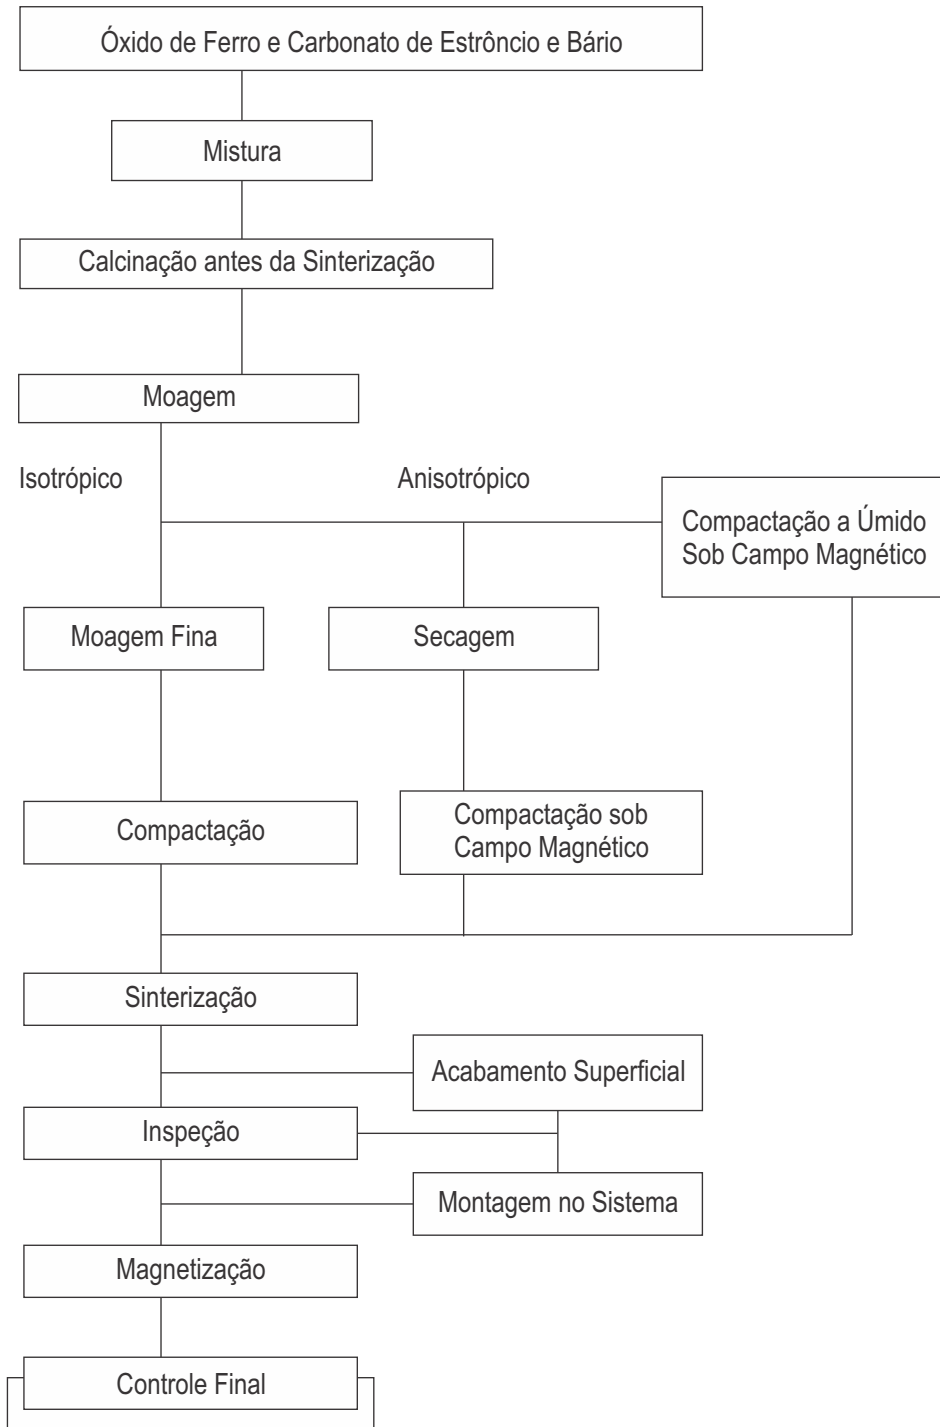 Óxido de Ferro e Carbonato de Estrôncio e Bário
Mistura
Calcinação antes da Sinterização
Moagem
Isotrópico
Anisotrópico
Compactação a Úmido
Sob Campo Magnético
Moagem Fina
Secagem
Compactação
Compactação sob
Campo Magnético
Sinterização
Acabamento Superficial
Inspeção
Montagem no Sistema
Magnetização
Controle Final